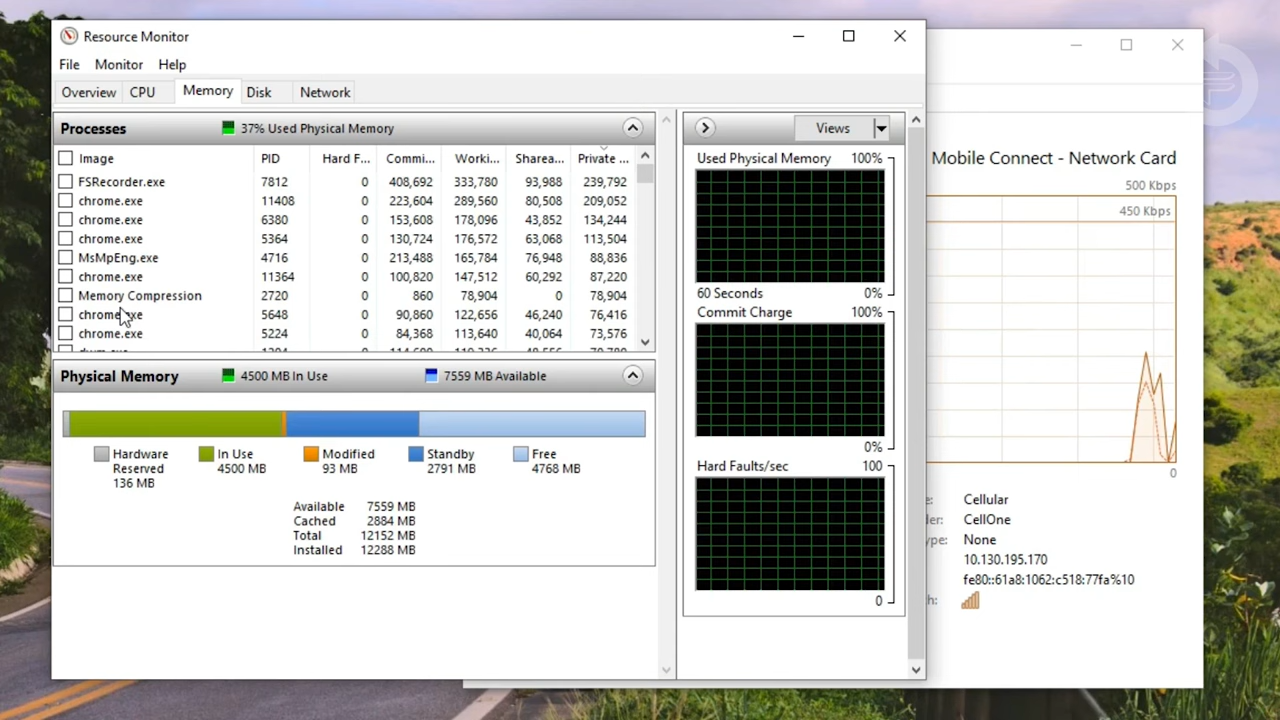 Resource Monitor
File Monitor Help
Overview CPU Memory Disk Network
Processes 37% Used Physical Memory
Image PID Hard F... Commi... Worki... Sharea... Private ...
FSRecorder.exe 7812 0 408,692 333,780 93,988 239,792
chrome.exe 11408 0 223,604 289,560 80,508 209,052
chrome.exe 6380 0 153,608 178,096 43,852 134,244
chrome.exe 5364 0 130,724 176,572 63,068 113,504
MsMpEng.exe 4716 0 213,488 165,784 76,948 88,836
chrome.exe 11364 0 100,820 147,512 60,292 87,220
Memory Compression 2720 0 860 78,904 0 78,904
chrome.exe 5648 0 90,860 122,656 46,240 76,416
chrome.exe 5224 0 84,368 113,640 40,064 73,576
Physical Memory 4500 MB In Use 7559 MB Available
Hardware Reserved 136 MB
In Use 4500 MB
Modified 93 MB
Standby 2791 MB
Free 4768 MB
Available 7559 MB
Cached 2884 MB
Total 12152 MB
Installed 12288 MB
Views
Used Physical Memory 100%
60 Seconds 0%
Commit Charge 100%
0%
Hard Faults/sec 100
0
Mobile Connect - Network Card
500 Kbps
450 Kbps
0
Cellular
CellOne
None
10.130.195.170
fe80::61a8:1062:c518:77fa%10